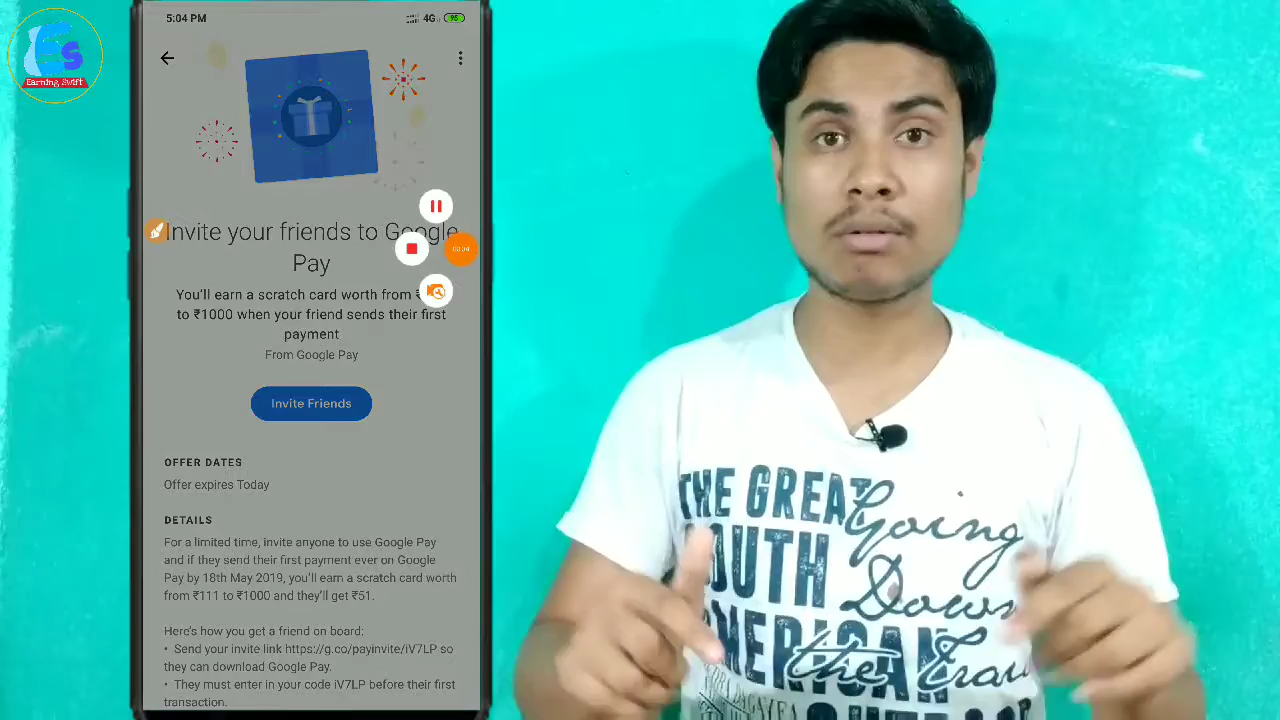 Es
Earning Swift
5:04 PM
4G
95
Invite your friends to Google
Pay
You'll earn a scratch card worth from
to ₹1000 when your friend sends their first
payment
From Google Pay
Invite Friends
OFFER DATES
Offer expires Today
DETAILS
For a limited time, invite anyone to use Google Pay
and if they send their first payment ever on Google
Pay by 18th May 2019, you'll earn a scratch card worth
from ₹111 to ₹1000 and they'll get ₹51.
Here's how you get a friend on board:
• Send your invite link https://g.co/payinvite/iV7LP so
they can download Google Pay.
• They must enter in your code iV7LP before their first
transaction.
00:04
THE GREAT
Going
SOUTH
Down
AMERICAN
the